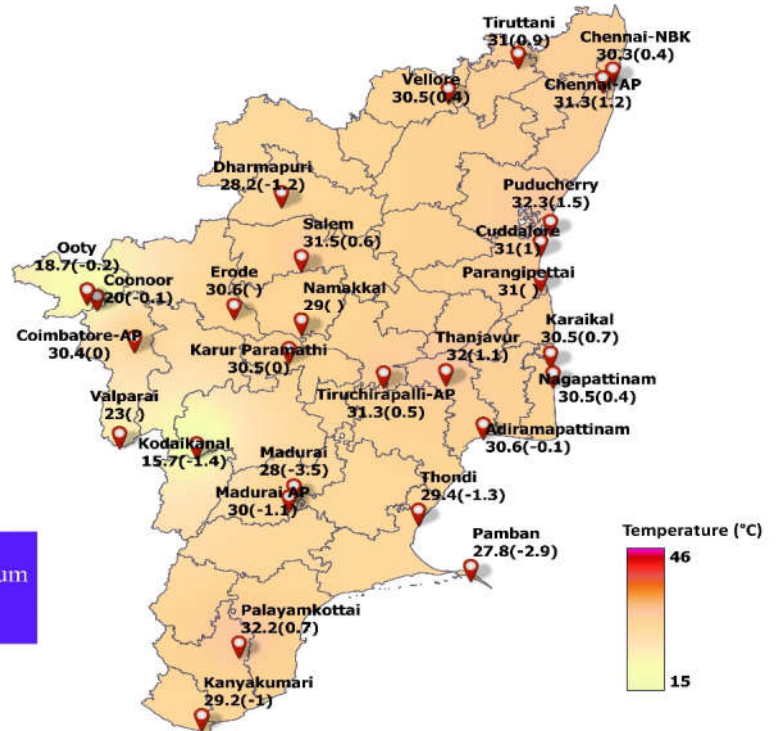 Tiruttani
31(0.9)
Chennai-NBK
30.3(0.4)
Vellore
30.5(0.4)
Chennai-AP
31.3(1.2)
Dharmapuri
28.2(-1.2)
Puducherry
32.3(1.5)
Salem
31.5(0.6)
Cuddalore
31(1)
Ooty
18.7(-0.2)
Coonoor
20(-0.1)
Erode
30.6( )
Namakkal
29( )
Parangipettai
31( )
Coimbatore-AP
30.4(0)
Karur Paramathi
30.5(0)
Thanjavur
32(1.1)
Karaikal
30.5(0.7)
Tiruchirapalli-AP
31.3(0.5)
Nagapattinam
30.5(0.4)
Valparai
23( )
Kodaikanal
15.7(-1.4)
Adiramapattinam
30.6(-0.1)
Madurai
28(-3.5)
Madurai AP
30(-1.1)
Thondi
29.4(-1.3)
Pamban
27.8(-2.9)
Temperature (°C)
46
15
um
Palayamkottai
32.2(0.7)
Kanyakumari
29.2(-1)